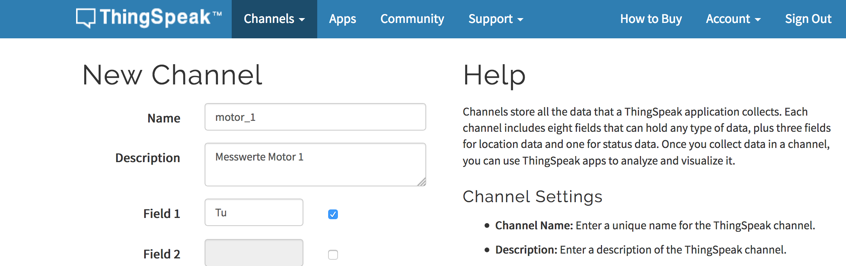 ThingSpeak™ Channels Apps Community Support How to Buy Account Sign Out
New Channel
Name motor_1
Description Messwerte Motor 1
Field 1 Tu
Field 2
Help
Channels store all the data that a ThingSpeak application collects. Each
channel includes eight fields that can hold any type of data, plus three fields
for location data and one for status data. Once you collect data in a channel,
you can use ThingSpeak apps to analyze and visualize it.
Channel Settings
• Channel Name: Enter a unique name for the ThingSpeak channel.
• Description: Enter a description of the ThingSpeak channel.